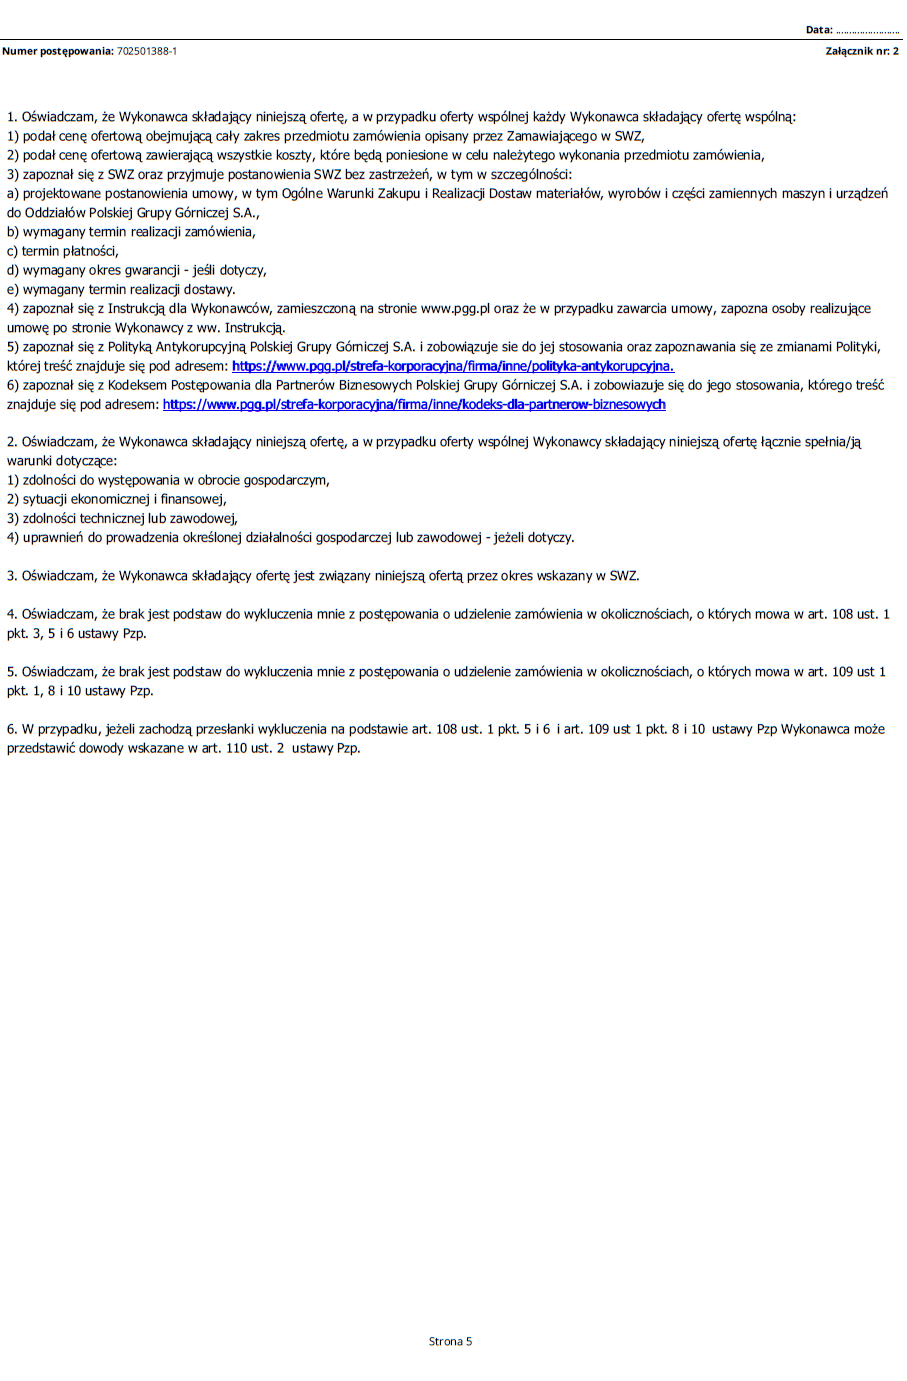 Data: ........................
Numer postępowania: 702501388-1
Załącznik nr: 2
1. Oświadczam, że Wykonawca składający niniejszą ofertę, a w przypadku oferty wspólnej każdy Wykonawca składający ofertę wspólną:
1) podał cenę ofertową obejmującą cały zakres przedmiotu zamówienia opisany przez Zamawiającego w SWZ,
2) podał cenę ofertową zawierającą wszystkie koszty, które będą poniesione w celu należytego wykonania przedmiotu zamówienia,
3) zapoznał się z SWZ oraz przyjmuje postanowienia SWZ bez zastrzeżeń, w tym w szczególności:
a) projektowane postanowienia umowy, w tym Ogólne Warunki Zakupu i Realizacji Dostaw materiałów, wyrobów i części zamiennych maszyn i urządzeń
do Oddziałów Polskiej Grupy Górniczej S.A.,
b) wymagany termin realizacji zamówienia,
c) termin płatności,
d) wymagany okres gwarancji - jeśli dotyczy,
e) wymagany termin realizacji dostawy.
4) zapoznał się z Instrukcją dla Wykonawców, zamieszczoną na stronie www.pgg.pl oraz że w przypadku zawarcia umowy, zapozna osoby realizujące
umowę po stronie Wykonawcy z ww. Instrukcją.
5) zapoznał się z Polityką Antykorupcyjną Polskiej Grupy Górniczej S.A. i zobowiązuje sie do jej stosowania oraz zapoznawania się ze zmianami Polityki,
której treść znajduje się pod adresem: https://www.pgg.pl/strefa-korporacyjna/firma/inne/polityka-antykorupcyjna.
6) zapoznał się z Kodeksem Postępowania dla Partnerów Biznesowych Polskiej Grupy Górniczej S.A. i zobowiazuje się do jego stosowania, którego treść
znajduje się pod adresem: https://www.pgg.pl/strefa-korporacyjna/firma/inne/kodeks-dla-partnerow-biznesowych
2. Oświadczam, że Wykonawca składający niniejszą ofertę, a w przypadku oferty wspólnej Wykonawcy składający niniejszą ofertę łącznie spełnia/ją
warunki dotyczące:
1) zdolności do występowania w obrocie gospodarczym,
2) sytuacji ekonomicznej i finansowej,
3) zdolności technicznej lub zawodowej,
4) uprawnień do prowadzenia określonej działalności gospodarczej lub zawodowej - jeżeli dotyczy.
3. Oświadczam, że Wykonawca składający ofertę jest związany niniejszą ofertą przez okres wskazany w SWZ.
4. Oświadczam, że brak jest podstaw do wykluczenia mnie z postępowania o udzielenie zamówienia w okolicznościach, o których mowa w art. 108 ust. 1
pkt. 3, 5 i 6 ustawy Pzp.
5. Oświadczam, że brak jest podstaw do wykluczenia mnie z postępowania o udzielenie zamówienia w okolicznościach, o których mowa w art. 109 ust 1
pkt. 1, 8 i 10 ustawy Pzp.
6. W przypadku, jeżeli zachodzą przesłanki wykluczenia na podstawie art. 108 ust. 1 pkt. 5 i 6 i art. 109 ust 1 pkt. 8 i 10 ustawy Pzp Wykonawca może
przedstawić dowody wskazane w art. 110 ust. 2 ustawy Pzp.
Strona 5